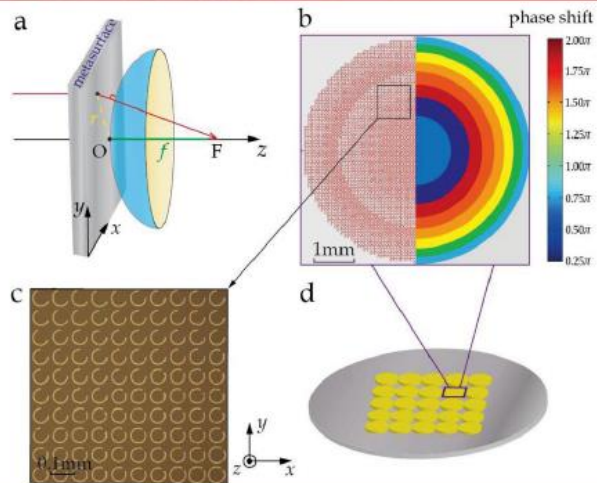 a
metasurface
r
O
f
F
z
y
x
b
phase shift
2.00π
1.75π
1.50π
1.25π
1.00π
0.75π
0.50π
0.25π
1mm
c
0.1mm
y
z
x
d